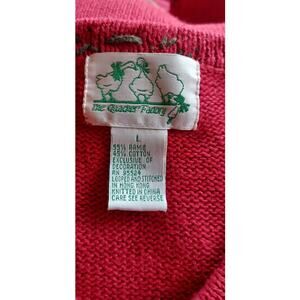 The Quacker Factory
L
55% RAMIE
45% COTTON
EXCLUSIVE OF
DECORATION
RN 95524
LOOPED AND STITCHED
IN HONG KONG
KNITTED IN CHINA
CARE SEE REVERSE